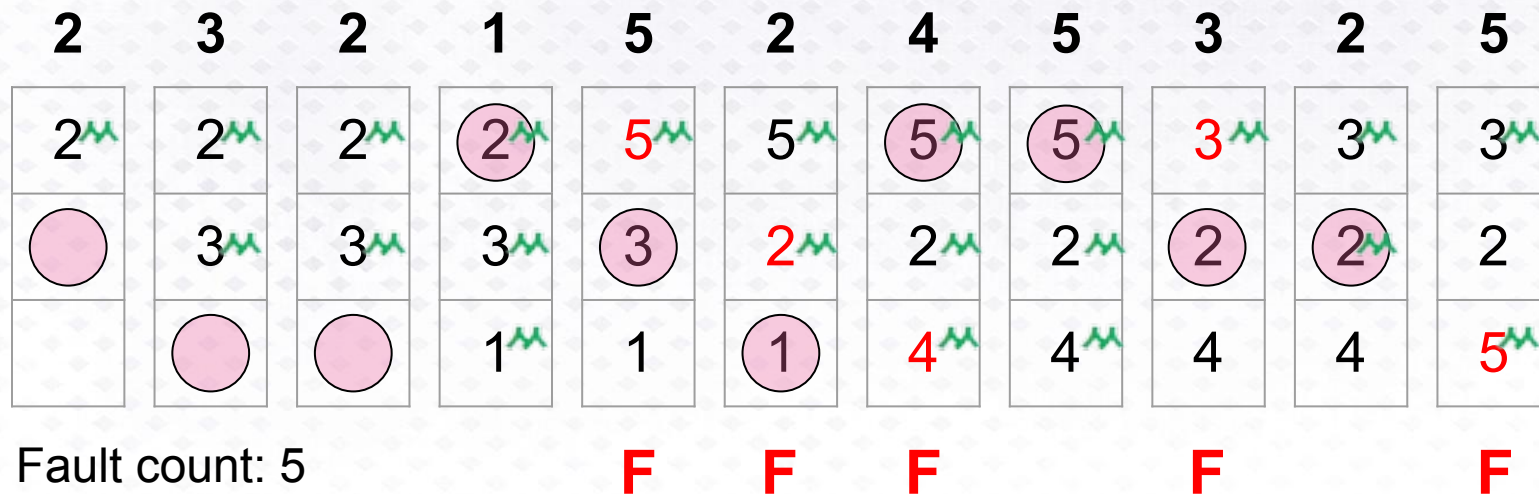 2 3 2 1 5 2 4 5 3 2 5
2 2 2 2 5 5 5 5 3 3 3
3 3 3 3 2 2 2 2 2 2
1 1 1 4 4 4 4 5
Fault count: 5 F F F F F